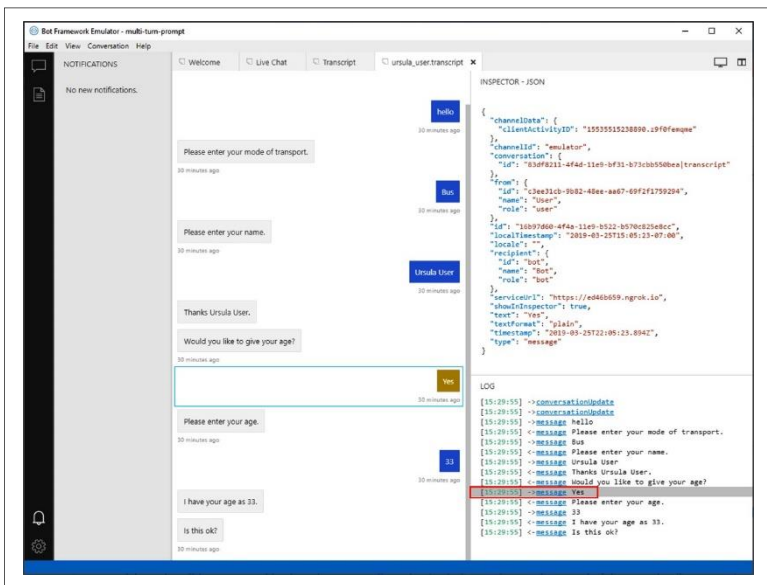 Bot Framework Emulator - multi-turn-prompt
File Edit View Conversation Help
NOTIFICATIONS
No new notifications.
Welcome
Live Chat
Transcript
ursula_user.transcript
hello
30 minutes ago
Please enter your mode of transport.
30 minutes ago
Bus
30 minutes ago
Please enter your name.
30 minutes ago
Ursula User
30 minutes ago
Thanks Ursula User.
Would you like to give your age?
30 minutes ago
Yes
30 minutes ago
Please enter your age.
30 minutes ago
33
30 minutes ago
I have your age as 33.
Is this ok?
30 minutes ago
INSPECTOR - JSON
{
"channelData": {
"clientActivityID": "15535515238890.i9f0femqme"
},
"channelId": "emulator",
"conversation": {
"id": "83df8211-4f4d-11e9-bf31-b73cbb550bea|transcript"
},
"from": {
"id": "c3ee31cb-9b82-48ee-aa67-69f2f1759294",
"name": "User",
"role": "user"
},
"id": "16b97d60-4f4a-11e9-b522-b570c825e8cc",
"localTimestamp": "2019-03-25T15:05:23-07:00",
"locale": "",
"recipient": {
"id": "bot",
"name": "Bot",
"role": "bot"
},
"serviceUrl": "https://ed46b659.ngrok.io",
"showInInspector": true,
"text": "Yes",
"textFormat": "plain",
"timestamp": "2019-03-25T22:05:23.894Z",
"type": "message"
}
LOG
[15:29:55] ->conversationUpdate
[15:29:55] ->conversationUpdate
[15:29:55] ->message hello
[15:29:55] <-message Please enter your mode of transport.
[15:29:55] ->message Bus
[15:29:55] <-message Please enter your name.
[15:29:55] ->message Ursula User
[15:29:55] <-message Thanks Ursula User.
[15:29:55] <-message Would you like to give your age?
[15:29:55] ->message Yes
[15:29:55] <-message Please enter your age.
[15:29:55] ->message 33
[15:29:55] <-message I have your age as 33.
[15:29:55] <-message Is this ok?